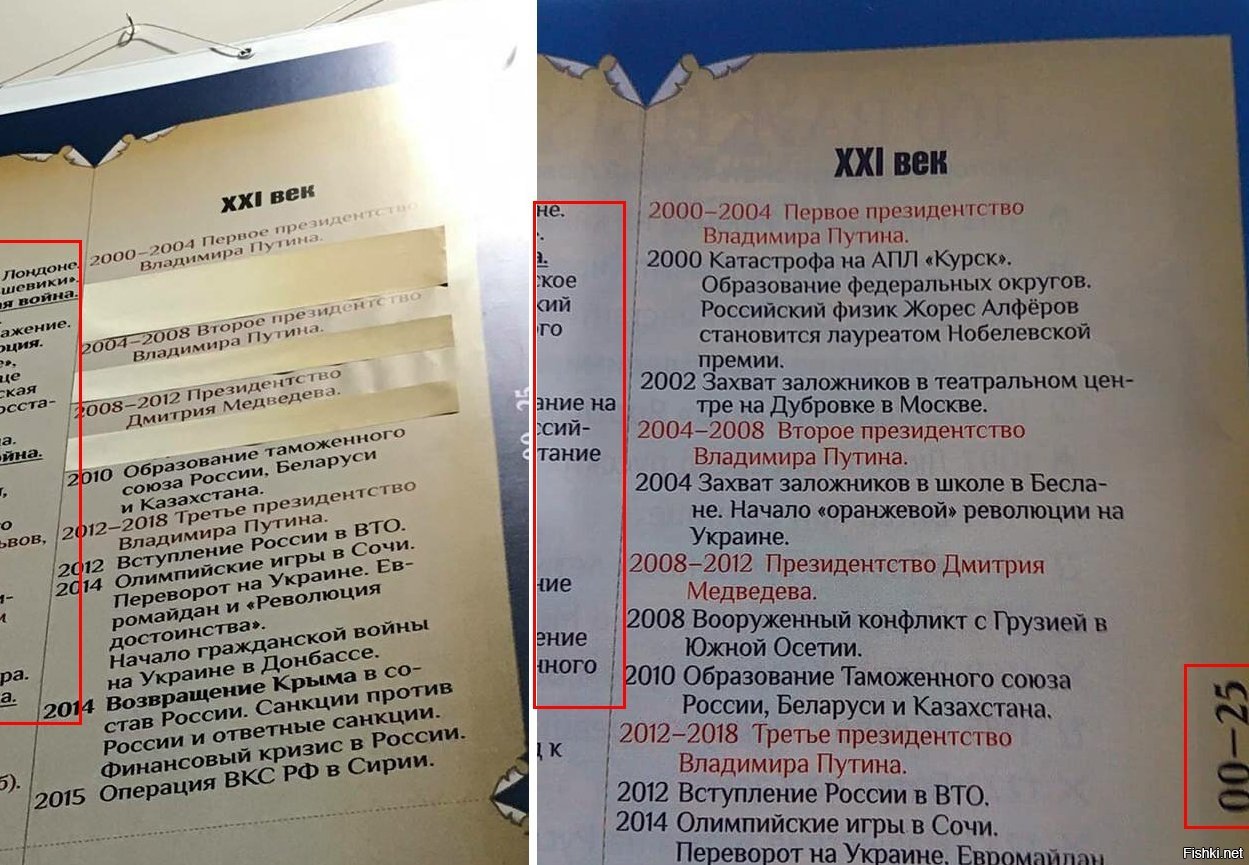 XXI век
2000–2004 Первое президентство
Владимира Путина.
2004–2008 Второе президентство
Владимира Путина.
2008–2012 Президентство
Дмитрия Медведева.
2010 Образование таможенного
союза России, Беларуси
и Казахстана.
2012–2018 Третье президентство
Владимира Путина.
2012 Вступление России в ВТО.
2014 Олимпийские игры в Сочи.
Переворот на Украине. Ев-
ромайдан и «Революция
достоинства».
Начало гражданской войны
на Украине в Донбассе.
2014 Возвращение Крыма в со-
став России. Санкции против
России и ответные санкции.
Финансовый кризис в России.
2015 Операция ВКС РФ в Сирии.
Лондоне.
война.
XXI век
2000–2004 Первое президентство
Владимира Путина.
2000 Катастрофа на АПЛ «Курск».
Образование федеральных округов.
Российский физик Жорес Алфёров
становится лауреатом Нобелевской
премии.
2002 Захват заложников в театральном цен-
тре на Дубровке в Москве.
2004–2008 Второе президентство
Владимира Путина.
2004 Захват заложников в школе в Бесла-
не. Начало «оранжевой» революции на
Украине.
2008–2012 Президентство Дмитрия
Медведева.
2008 Вооруженный конфликт с Грузией в
Южной Осетии.
2010 Образование Таможенного союза
России, Беларуси и Казахстана.
2012–2018 Третье президентство
Владимира Путина.
2012 Вступление России в ВТО.
2014 Олимпийские игры в Сочи.
Переворот на Украине. Евромайдан
00–25
Fishki.net